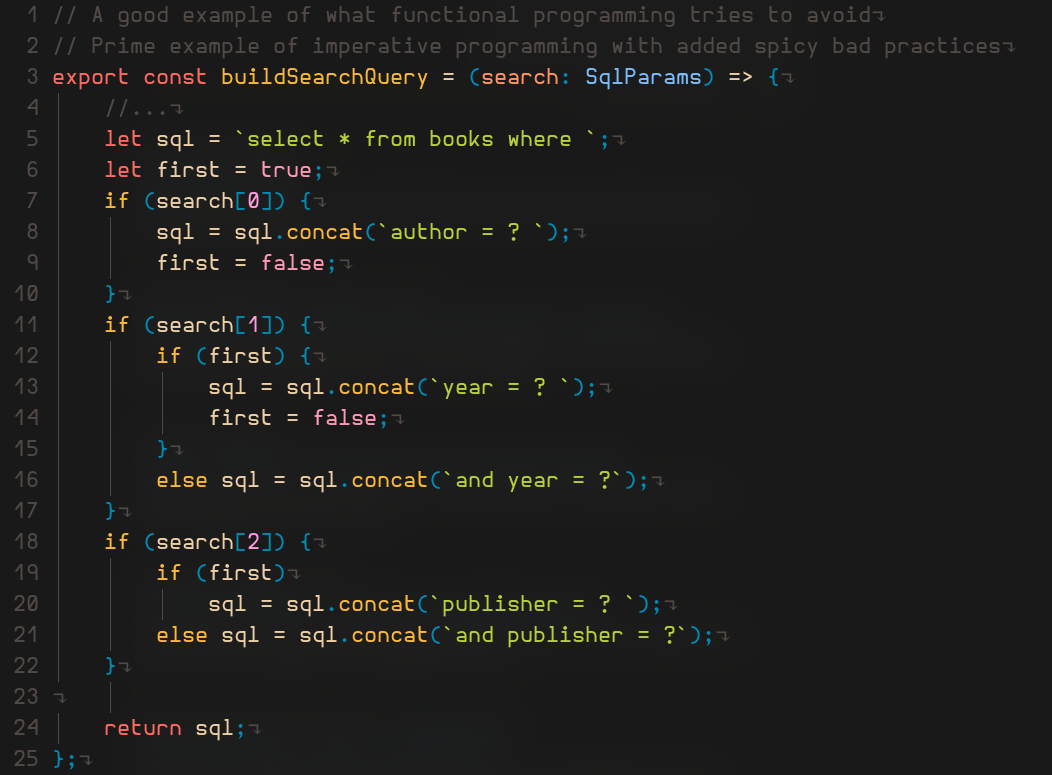 1 // A good example of what functional programming tries to avoid
2 // Prime example of imperative programming with added spicy bad practices
3 export const buildSearchQuery = (search: SqlParams) => {
4     //...
5     let sql = `select * from books where `;
6     let first = true;
7     if (search[0]) {
8         sql = sql.concat(`author = ? `);
9         first = false;
10     }
11     if (search[1]) {
12         if (first) {
13             sql = sql.concat(`year = ? `);
14             first = false;
15         }
16         else sql = sql.concat(`and year = ?`);
17     }
18     if (search[2]) {
19         if (first)
20             sql = sql.concat(`publisher = ? `);
21         else sql = sql.concat(`and publisher = ?`);
22     }
23
24     return sql;
25 };